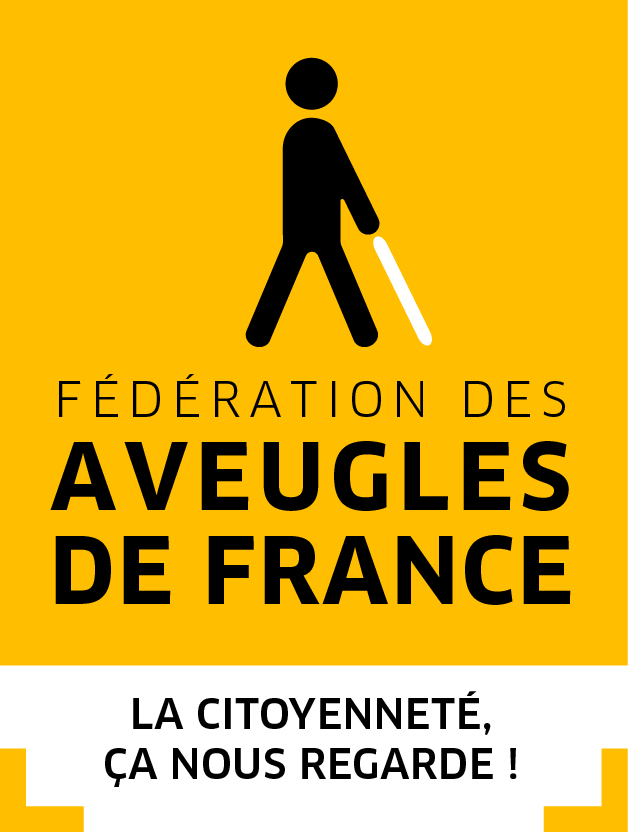 FÉDÉRATION DES
AVEUGLES
DE FRANCE
LA CITOYENNETÉ,
ÇA NOUS REGARDE !